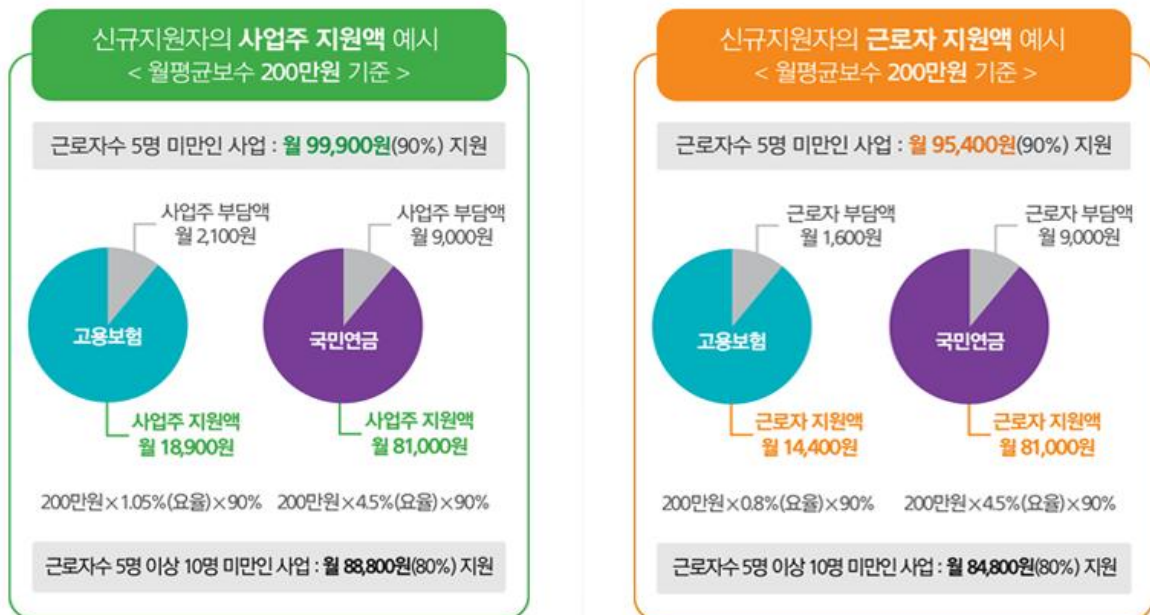 신규지원자의 사업주 지원액 예시
< 월평균보수 200만원 기준 >
근로자수 5명 미만인 사업 : 월 99,900원(90%) 지원
사업주 부담액
월 2,100원
고용보험
사업주 지원액
월 18,900원
200만원×1.05%(요율)×90%
사업주 부담액
월 9,000원
국민연금
사업주 지원액
월 81,000원
200만원×4.5%(요율)×90%
근로자수 5명 이상 10명 미만인 사업 : 월 88,800원(80%) 지원
신규지원자의 근로자 지원액 예시
< 월평균보수 200만원 기준 >
근로자수 5명 미만인 사업 : 월 95,400원(90%) 지원
근로자 부담액
월 1,600원
고용보험
근로자 지원액
월 14,400원
200만원×0.8%(요율)×90%
근로자 부담액
월 9,000원
국민연금
근로자 지원액
월 81,000원
200만원×4.5%(요율)×90%
근로자수 5명 이상 10명 미만인 사업 : 월 84,800원(80%) 지원